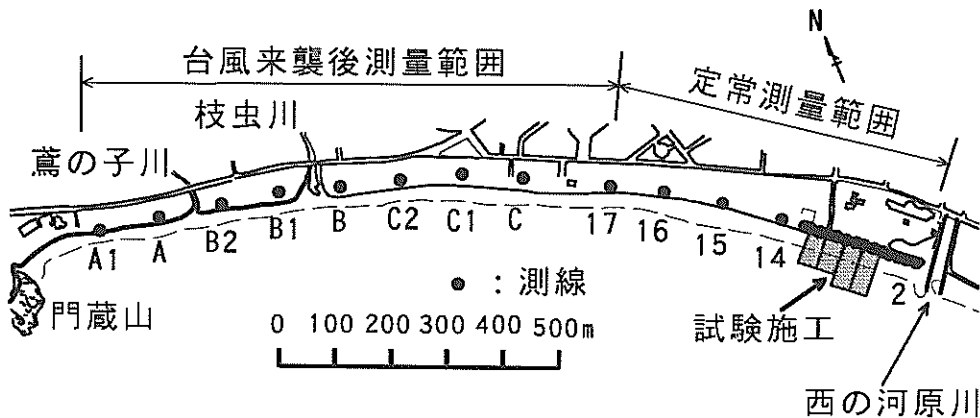 N
台風来襲後測量範囲
定常測量範囲
枝虫川
鳶の子川
A1
A
B2
B1
B
C2
C1
C
17
16
15
14
2
● : 測線
門蔵山
試験施工
0 100 200 300 400 500m
西の河原川